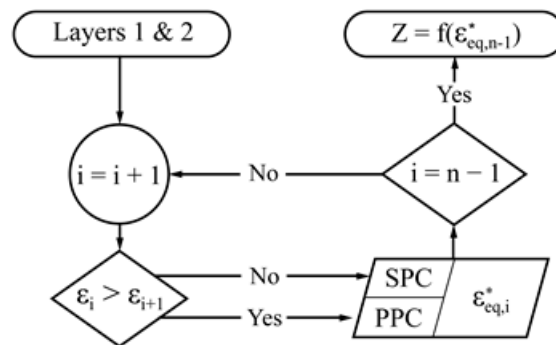 Layers 1 & 2
Z = f(ε*eq,n-1)
Yes
i = i + 1
No
i = n − 1
εi > εi+1
No
SPC
ε*eq,i
Yes
PPC